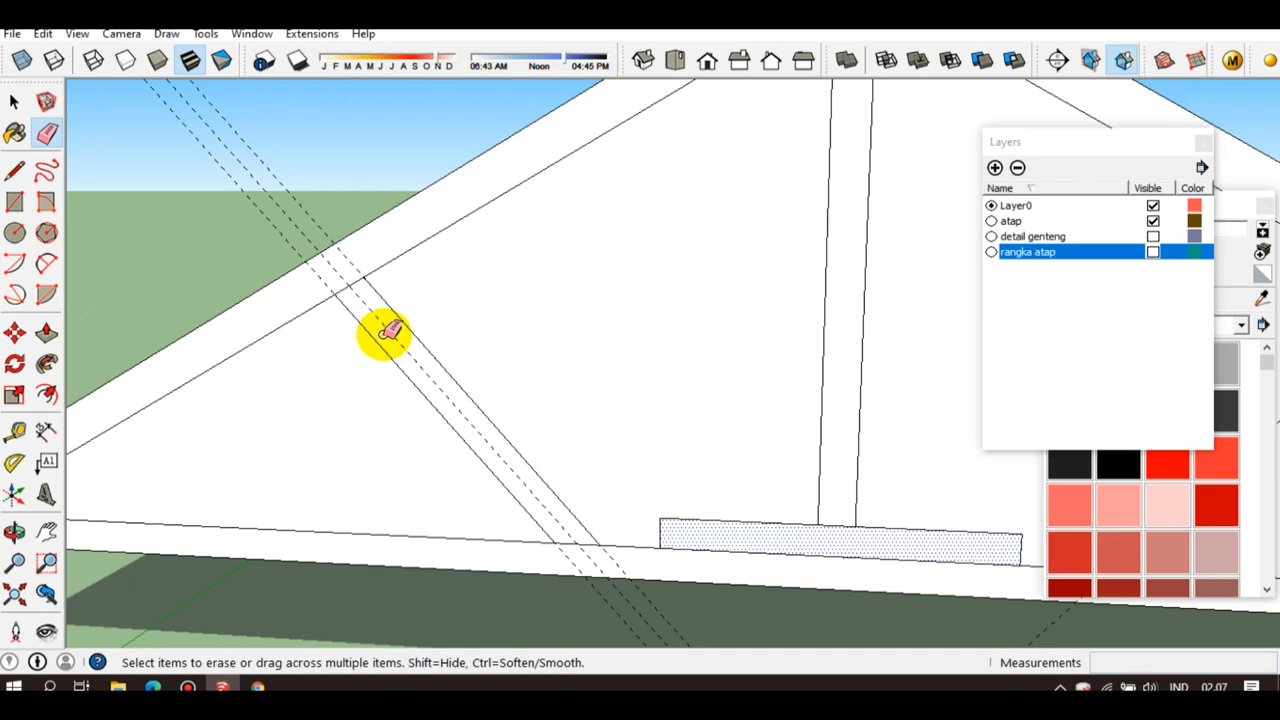 File Edit View Camera Draw Tools Window Extensions Help
J F M A M J J A S O N D 06:43 AM Noon 04:45 PM
M
Layers
Name Visible Color
Layer0
atap
detail genteng
rangka atap
A1
Select items to erase or drag across multiple items. Shift=Hide, Ctrl=Soften/Smooth.
Measurements
IND 02.07